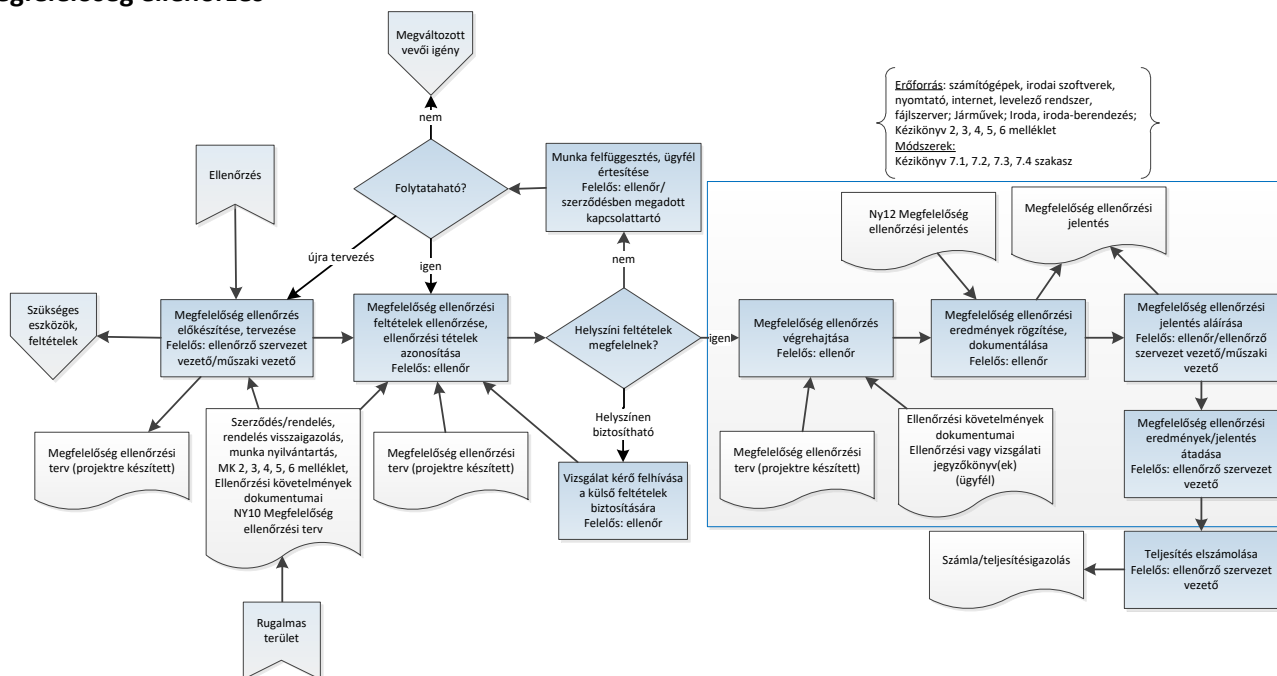 Megváltozott
vevői igény
nem
Folytataható?
újra tervezés
igen
Munka felfüggesztés, ügyfél
értesítése
Felelős: ellenőr/
szerződésben megadott
kapcsolattartó
nem
Erőforrás: számítógépek, irodai szoftverek,
nyomtató, internet, levelező rendszer,
fájlszerver; Járművek; Iroda, iroda-berendezés;
Kézikönyv 2, 3, 4, 5, 6 melléklet
Módszerek:
Kézikönyv 7.1, 7.2, 7.3, 7.4 szakasz
Ellenőrzés
Szükséges
eszközök,
feltételek
Megfelelőség ellenőrzés
előkészítése, tervezése
Felelős: ellenőrző szervezet
vezető/műszaki vezető
Megfelelőség ellenőrzési
feltételek ellenőrzése,
ellenőrzési tételek
azonosítása
Felelős: ellenőr
Helyszíni feltételek
megfelelnek?
igen
Helyszínen
biztosítható
Ny12 Megfelelőség
ellenőrzési jelentés
Megfelelőség ellenőrzési
jelentés
Megfelelőség ellenőrzés
végrehajtása
Felelős: ellenőr
Megfelelőség ellenőrzési
eredmények rögzítése,
dokumentálása
Felelős: ellenőr
Megfelelőség ellenőrzési
jelentés aláírása
Felelős: ellenőr/ellenőrző
szervezet vezető/műszaki
vezető
Megfelelőség ellenőrzési
terv (projektre készített)
Szerződés/rendelés,
rendelés visszaigazolás,
munka nyilvántartás,
MK 2, 3, 4, 5, 6 melléklet,
Ellenőrzési követelmények
dokumentumai
NY10 Megfelelőség
ellenőrzési terv
Megfelelőség ellenőrzési
terv (projektre készített)
Vizsgálat kérő felhívása
a külső feltételek
biztosítására
Felelős: ellenőr
Megfelelőség ellenőrzési
terv (projektre készített)
Ellenőrzési követelmények
dokumentumai
Ellenőrzési vagy vizsgálati
jegyzőkönyv(ek)
(ügyfél)
Megfelelőség ellenőrzési
eredmények/jelentés
átadása
Felelős: ellenőrző szervezet
vezető
Számla/teljesítésigazolás
Teljesítés elszámolása
Felelős: ellenőrző szervezet
vezető
Rugalmas
terület